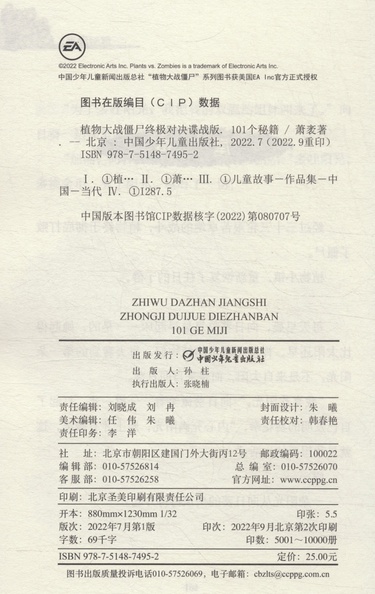 EA
©2022 Electronic Arts Inc. Plants vs. Zombies is a trademark of Electronic Arts Inc.
中国少年儿童新闻出版总社“植物大战僵尸”系列图书获美国EA Inc官方正式授权
图书在版编目（CIP）数据
植物大战僵尸终极对决谍战版. 101个秘籍 / 萧袤著
. -- 北京 : 中国少年儿童出版社, 2022.7(2022.9重印)
ISBN 978-7-5148-7495-2
Ⅰ. ①植… Ⅱ. ①萧… Ⅲ. ①儿童故事－作品集－中
国－当代 Ⅳ. ①I287.5
中国版本图书馆CIP数据核字(2022)第080707号
ZHIWU DAZHAN JIANGSHI
ZHONGJI DUIJUE DIEZHANBAN
101 GE MIJI
出版发行：中国少年儿童新闻出版总社
中国少年儿童出版社
出 版 人：孙 柱
执行出版人：张晓楠
责任编辑：刘晓成 刘 冉 封面设计：朱 曦
美术编辑：任 伟 朱 曦 责任校对：韩春艳
责任印务：李 洋
社 址：北京市朝阳区建国门外大街丙12号 邮政编码：100022
编 辑 部：010-57526814 总 编 室：010-57526070
客 服 部：010-57526258 官方网址：www.ccppg.cn
印刷：北京圣美印刷有限责任公司
开本：880mm×1230mm 1/32 印张：5.5
版次：2022年7月第1版 印次：2022年9月北京第2次印刷
字数：69千字 印数：5001～10000册
ISBN 978-7-5148-7495-2 定价：25.00元
图书出版质量投诉电话010-57526069，电子邮箱：cbzlts@ccppg.com.cn